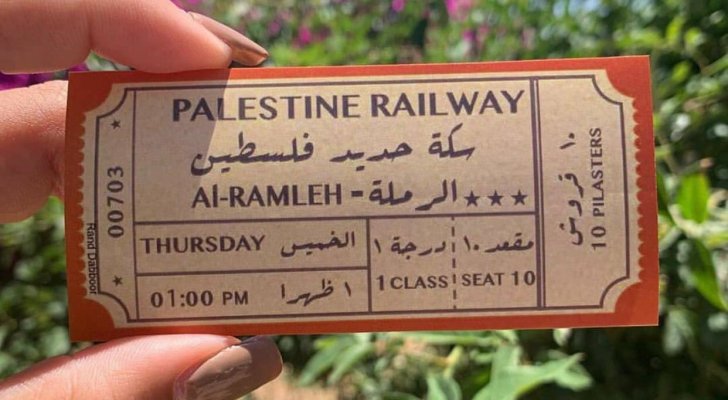 PALESTINE RAILWAY
سكة حديد فلسطين
Al-RAMLEH - الرملة ★★★
THURSDAY الخميس
01:00 PM ١ ظهرا
درجة ١
1 CLASS
مقعد ١٠
SEAT 10
١٠ قروش
10 PILASTERS
★ 00703 ★
Rand Dabboor